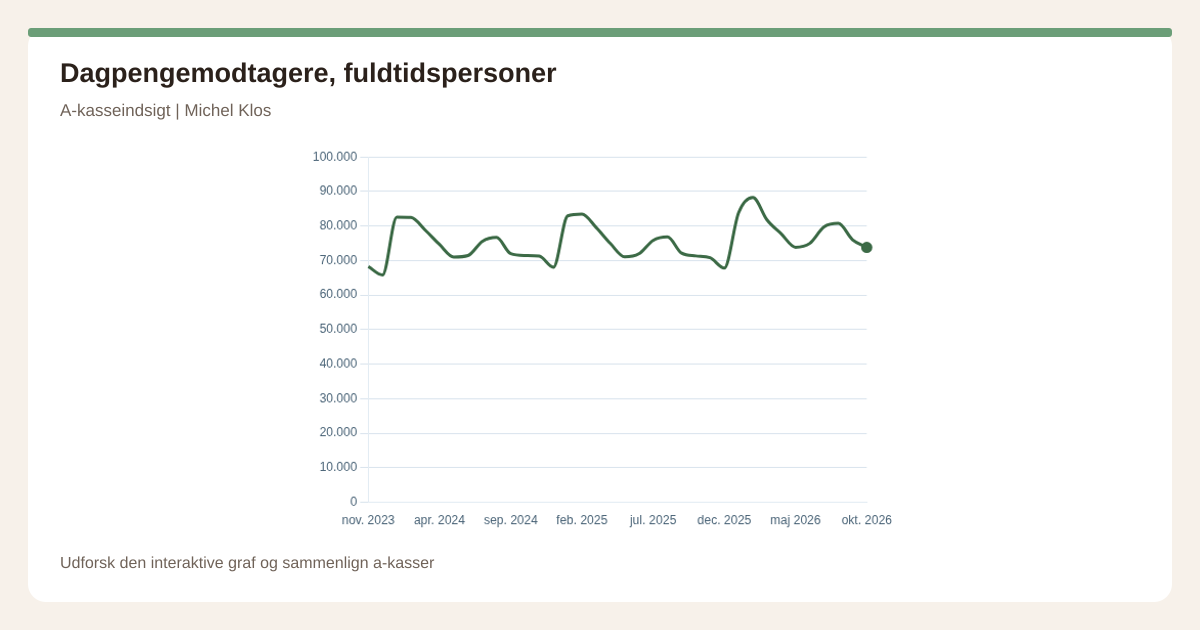 Dagpengemodtagere, fuldtidspersoner
A-kasseindsigt | Michel Klos
100.000
90.000
80.000
70.000
60.000
50.000
40.000
30.000
20.000
10.000
0
nov. 2023 apr. 2024 sep. 2024 feb. 2025 jul. 2025 dec. 2025 maj 2026 okt. 2026
Udforsk den interaktive graf og sammenlign a-kasser